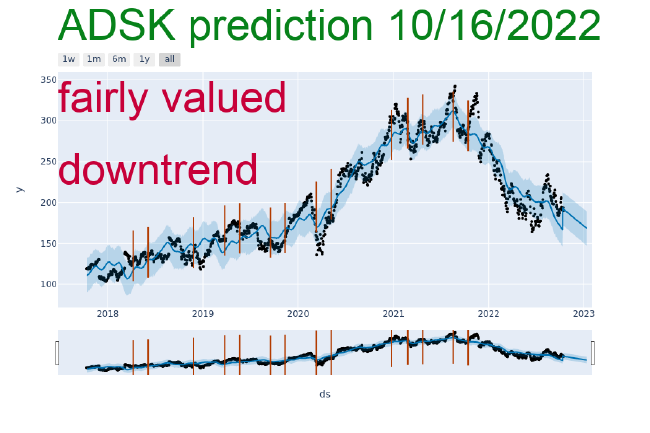 ADSK prediction 10/16/2022
1w 1m 6m 1y all
350
fairly valued
300
250
downtrend
y
200
150
100
2018 2019 2020 2021 2022 2023
ds